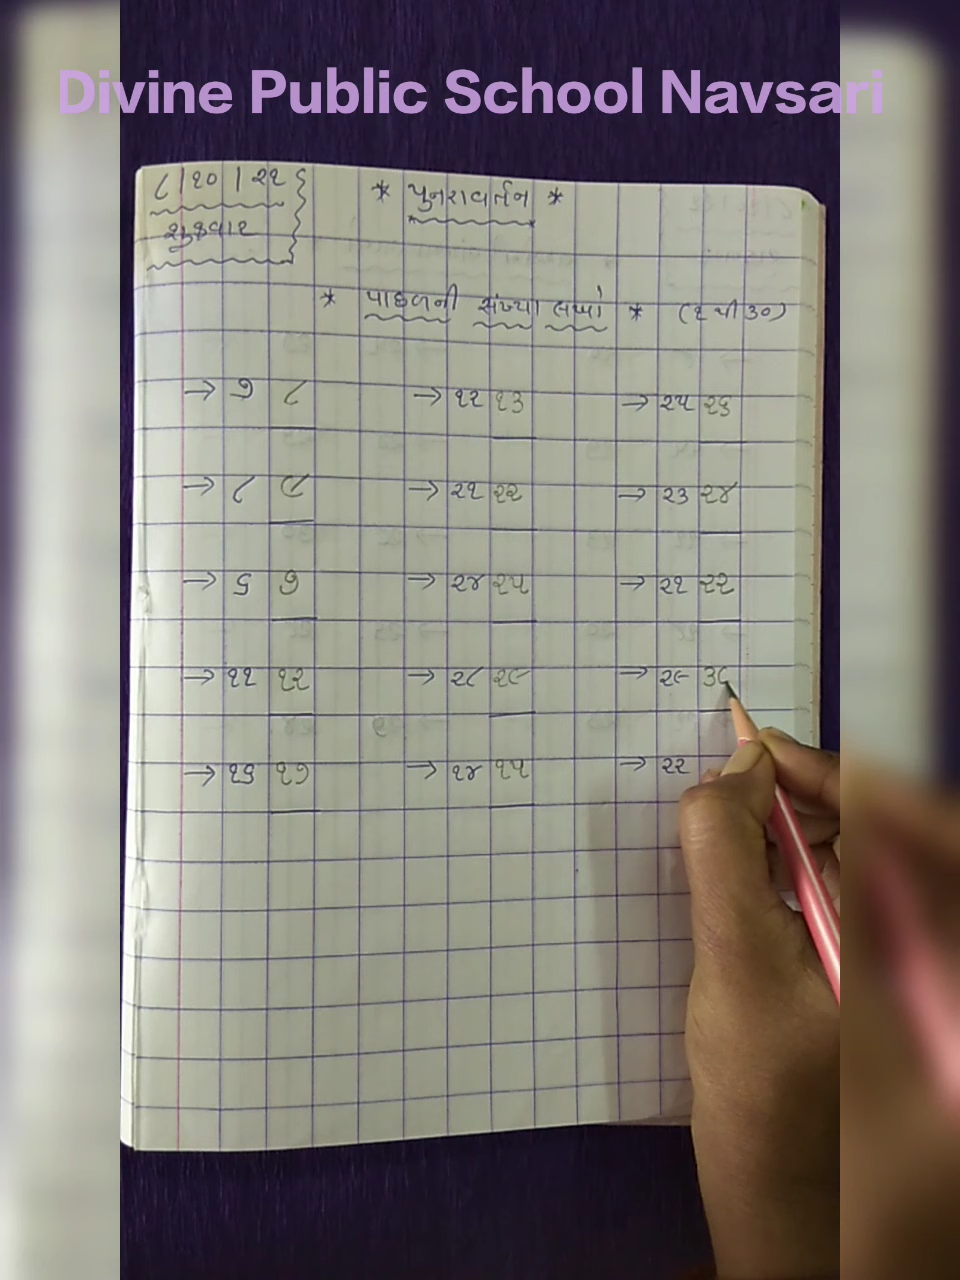 Divine Public School Navsari
૮ | ૧૦ | ૨૧
શુક્રવાર
* પુનરાવર્તન *
* પાછળની સંખ્યા લખો * (૧ થી ૩૦)
→ ૭ ૮ → ૧૨ ૧૩ → ૨૫ ૨૬
→ ૮ ૯ → ૨૧ ૨૨ → ૨૩ ૨૪
→ ૬ ૭ → ૨૪ ૨૫ → ૨૧ ૨૨
→ ૧૧ ૧૨ → ૨૮ ૨૯ → ૨૯ ૩૦
→ ૧૬ ૧૭ → ૧૪ ૧૫ → ૨૨